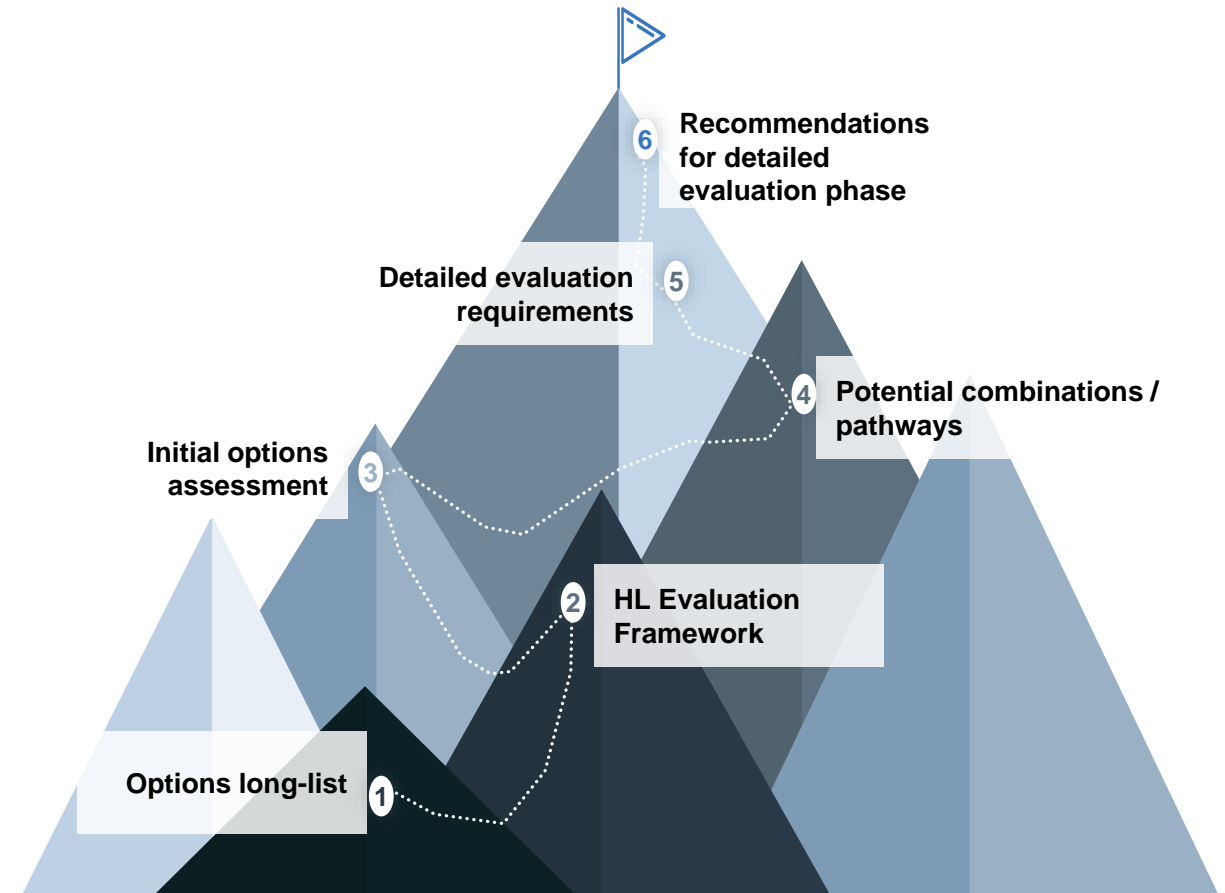 6
Recommendations
for detailed
evaluation phase
Detailed evaluation
requirements
5
4
Potential combinations /
pathways
Initial options
assessment
3
2
HL Evaluation
Framework
Options long-list
1